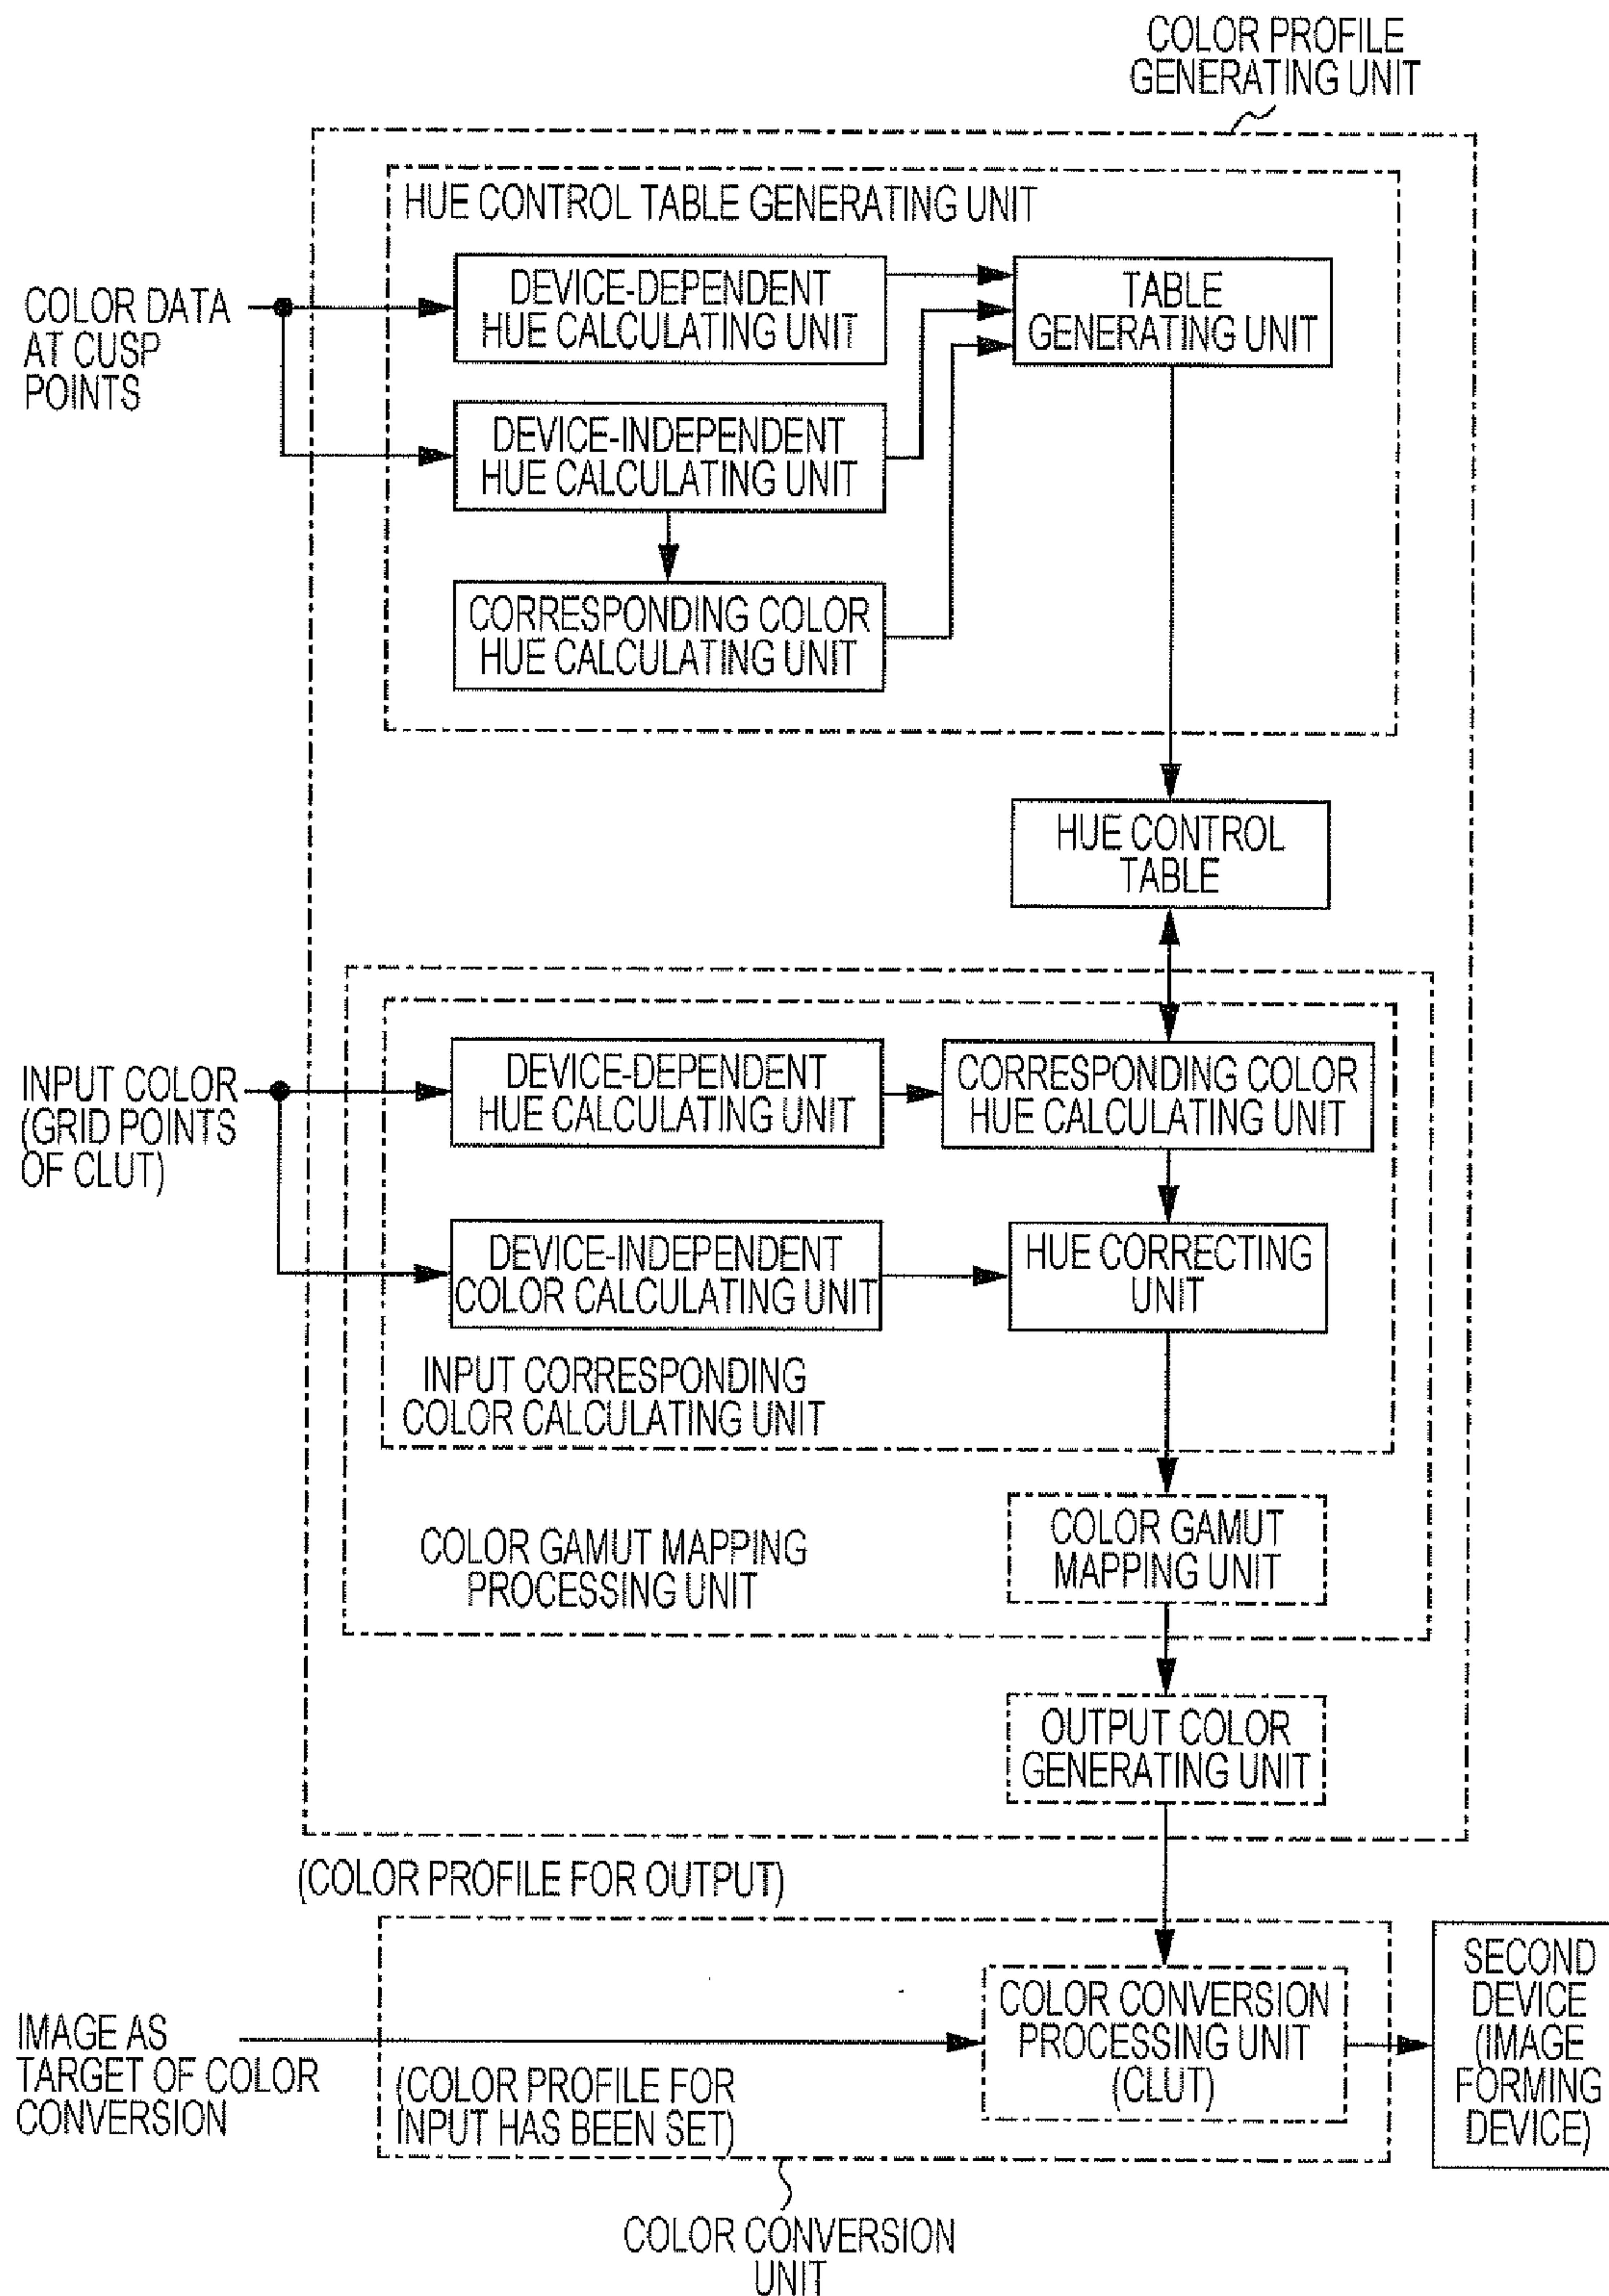 COLOR PROFILE
GENERATING UNIT
HUE CONTROL TABLE GENERATING UNIT
COLOR DATA
AT CUSP
POINTS
DEVICE-DEPENDENT
HUE CALCULATING UNIT
TABLE
GENERATING UNIT
DEVICE-INDEPENDENT
HUE CALCULATING UNIT
CORRESPONDING COLOR
HUE CALCULATING UNIT
HUE CONTROL
TABLE
INPUT COLOR
(GRID POINTS
OF CLUT)
DEVICE-DEPENDENT
HUE CALCULATING UNIT
CORRESPONDING COLOR
HUE CALCULATING UNIT
DEVICE-INDEPENDENT
COLOR CALCULATING UNIT
HUE CORRECTING
UNIT
INPUT CORRESPONDING
COLOR CALCULATING UNIT
COLOR GAMUT MAPPING
PROCESSING UNIT
COLOR GAMUT
MAPPING UNIT
OUTPUT COLOR
GENERATING UNIT
(COLOR PROFILE FOR OUTPUT)
IMAGE AS
TARGET OF COLOR
CONVERSION
(COLOR PROFILE FOR
INPUT HAS BEEN SET)
COLOR CONVERSION
PROCESSING UNIT
(CLUT)
SECOND
DEVICE
(IMAGE
FORMING
DEVICE)
COLOR CONVERSION
UNIT